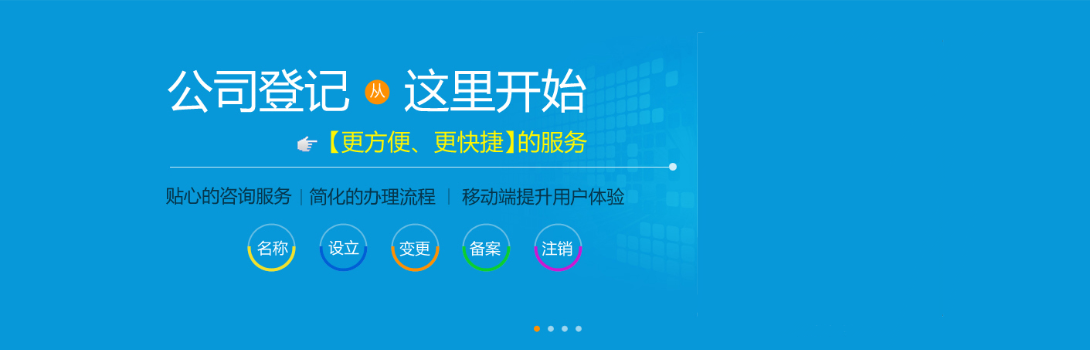 公司登记 从 这里开始
【更方便、更快捷】的服务
贴心的咨询服务 | 简化的办理流程 | 移动端提升用户体验
名称 设立 变更 备案 注销